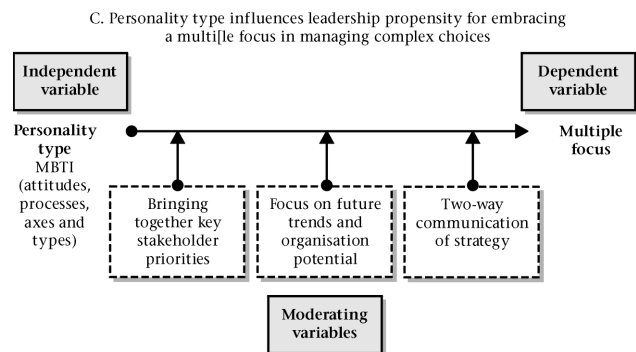 C. Personality type influences leadership propensity for embracing
a multi[le focus in managing complex choices
Independent
variable
Dependent
variable
Personality
type
MBTI
(attitudes,
processes,
axes and
types)
Multiple
focus
Bringing
together key
stakeholder
priorities
Focus on future
trends and
organisation
potential
Two-way
communication
of strategy
Moderating
variables